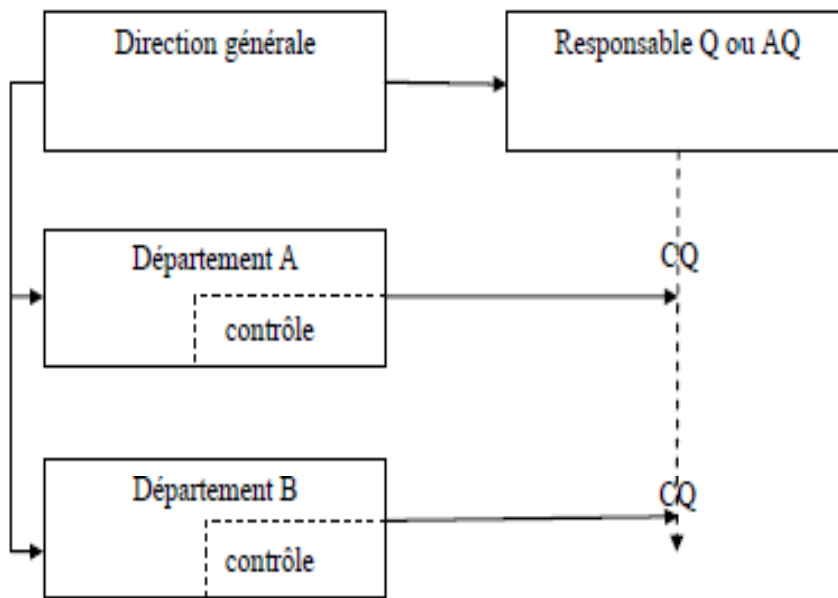 Direction générale
Responsable Q ou AQ
Département A
CQ
contrôle
Département B
CQ
contrôle